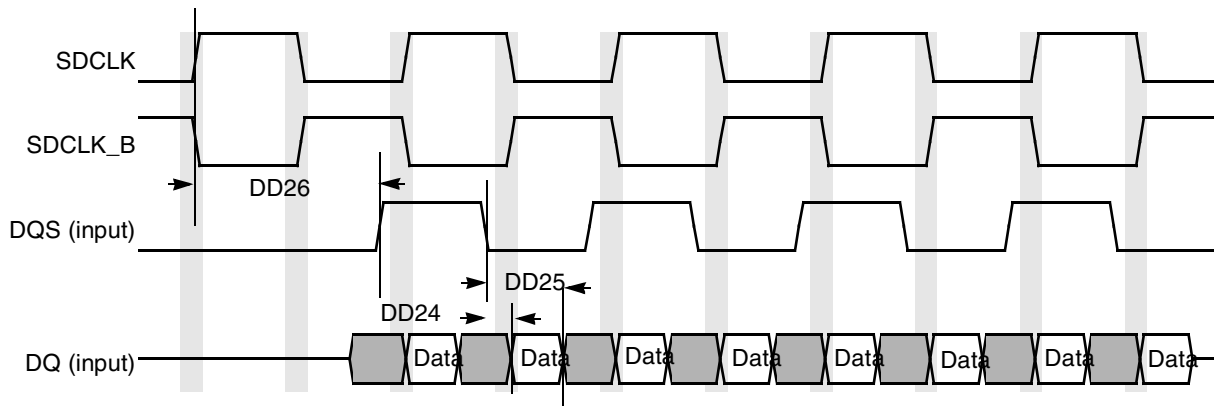 SDCLK
SDCLK_B
DD26
DQS (input)
DD25
DD24
DQ (input) Data Data Data Data Data Data Data Data